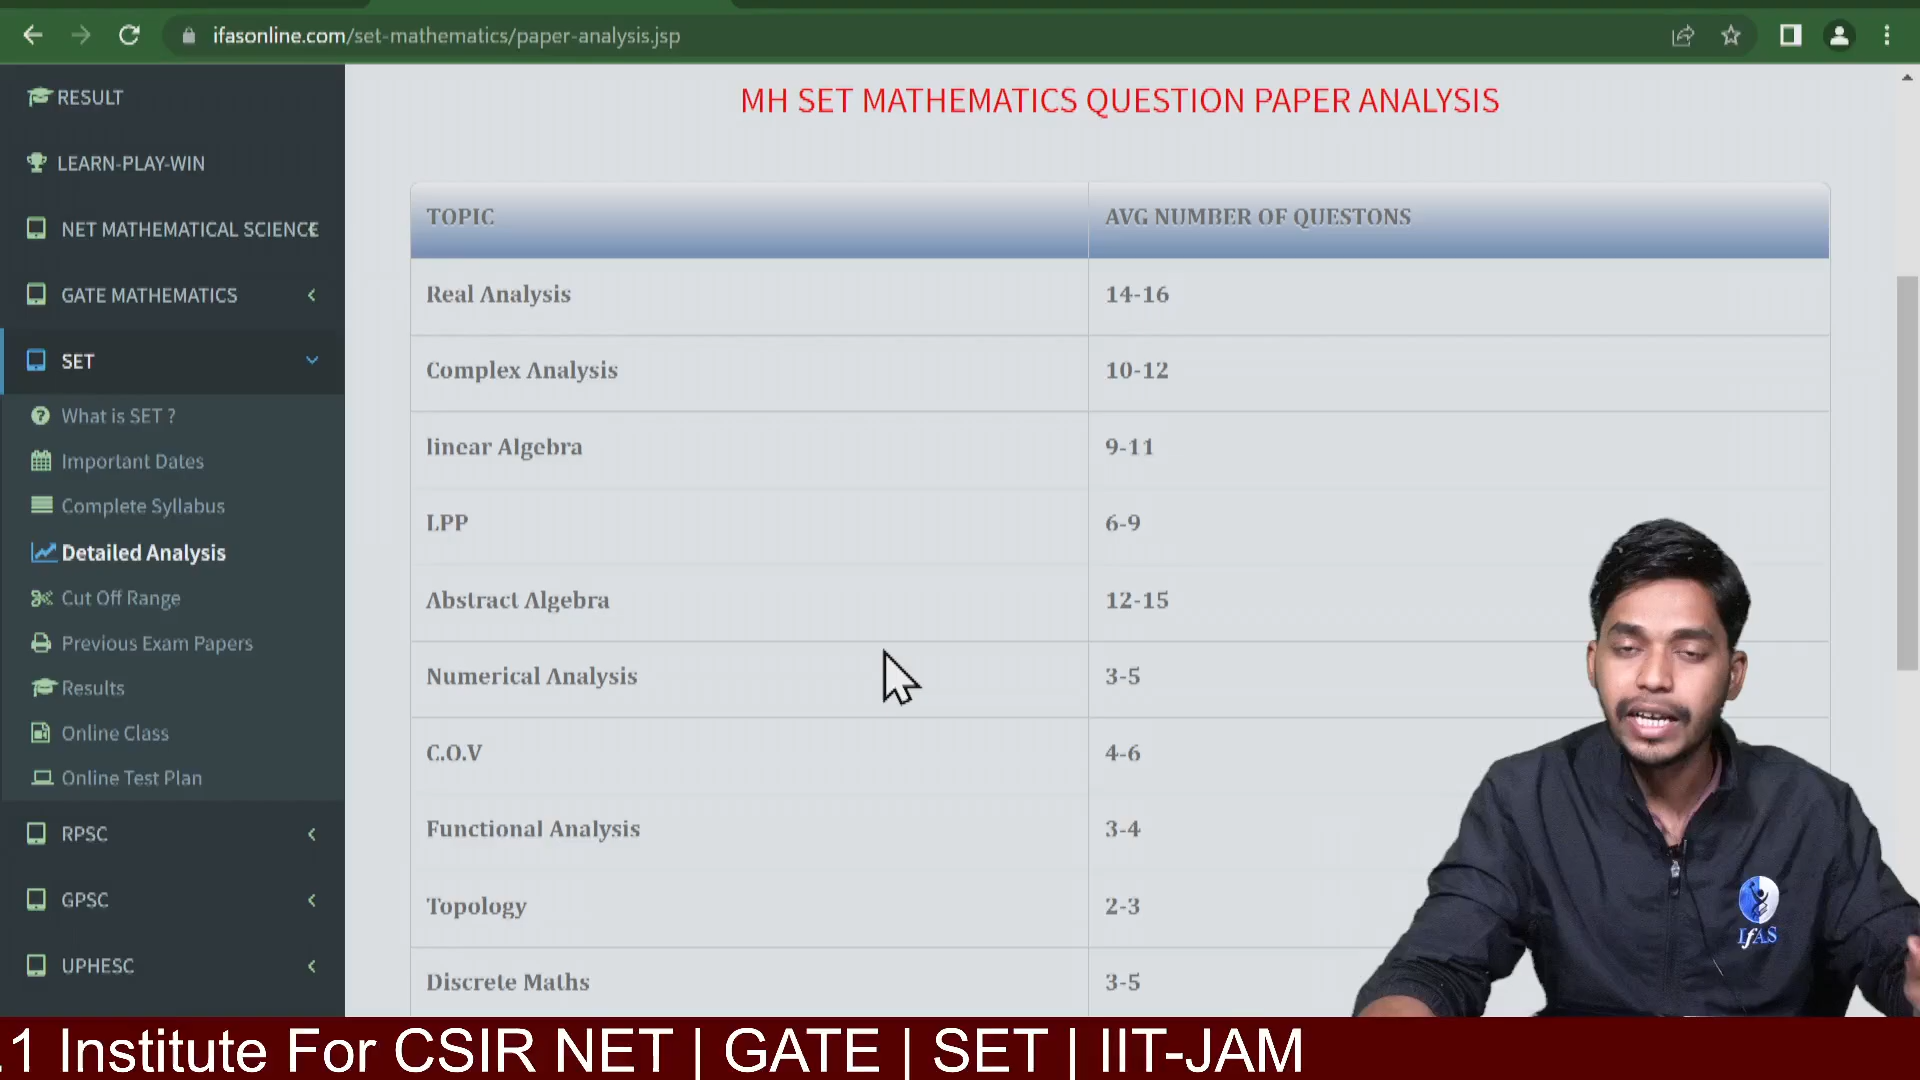 ifasonline.com/set-mathematics/paper-analysis.jsp
RESULT
LEARN-PLAY-WIN
NET MATHEMATICAL SCIENCE
GATE MATHEMATICS
SET
What is SET ?
Important Dates
Complete Syllabus
Detailed Analysis
Cut Off Range
Previous Exam Papers
Results
Online Class
Online Test Plan
RPSC
GPSC
UPHESC
MH SET MATHEMATICS QUESTION PAPER ANALYSIS
TOPIC AVG NUMBER OF QUESTONS
Real Analysis 14-16
Complex Analysis 10-12
linear Algebra 9-11
LPP 6-9
Abstract Algebra 12-15
Numerical Analysis 3-5
C.O.V 4-6
Functional Analysis 3-4
Topology 2-3
Discrete Maths 3-5
IfAS
.1 Institute For CSIR NET | GATE | SET | IIT-JAM